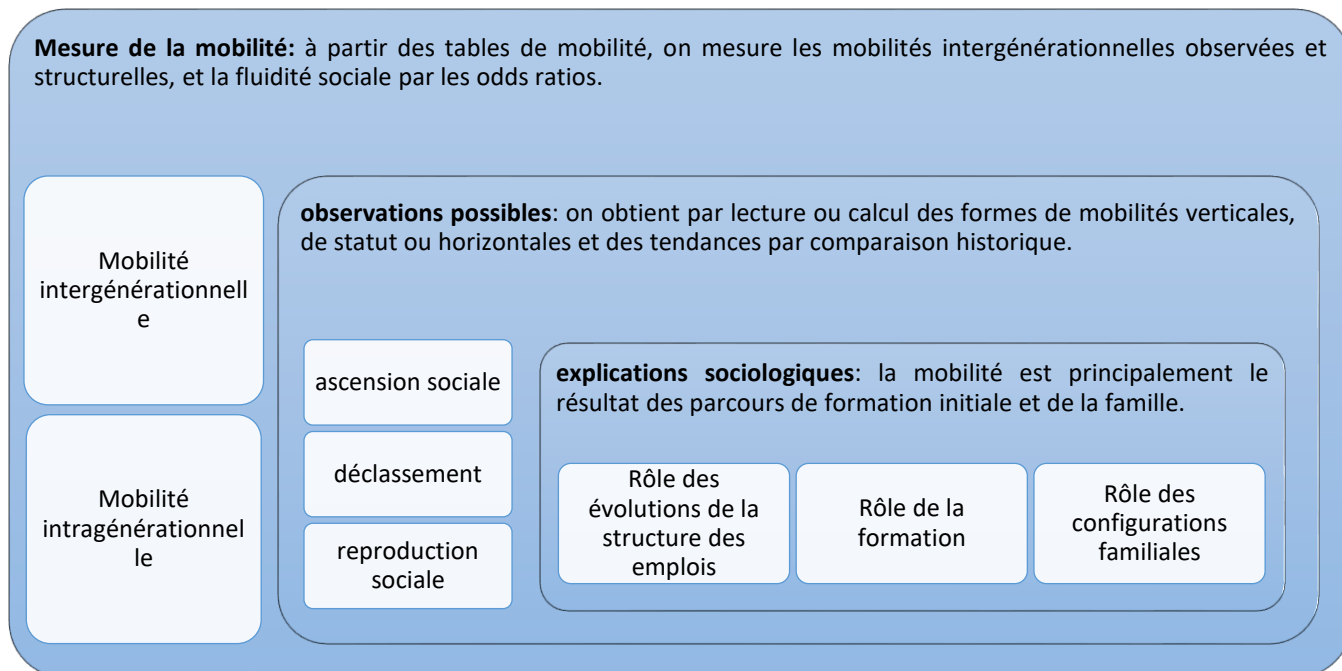 Mesure de la mobilité: à partir des tables de mobilité, on mesure les mobilités intergénérationnelles observées et
structurelles, et la fluidité sociale par les odds ratios.
Mobilité
intergénérationnell
e
Mobilité
intragénérationnel
le
observations possibles: on obtient par lecture ou calcul des formes de mobilités verticales,
de statut ou horizontales et des tendances par comparaison historique.
ascension sociale
déclassement
reproduction
sociale
explications sociologiques: la mobilité est principalement le
résultat des parcours de formation initiale et de la famille.
Rôle des
évolutions de la
structure des
emplois
Rôle de la
formation
Rôle des
configurations
familiales